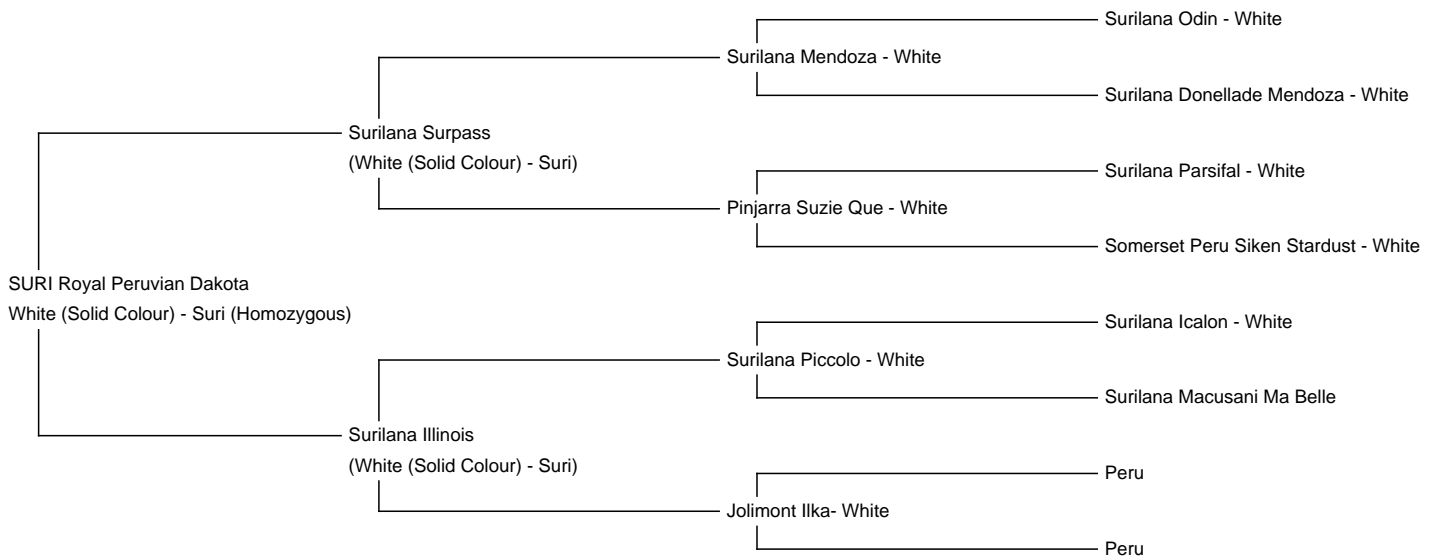 Surilana Odin - White
Surilana Mendoza - White
Surilana Donellade Mendoza - White
Surilana Surpass
(White (Solid Colour) - Suri)
Surilana Parsifal - White
Pinjarra Suzie Que - White
Somerset Peru Siken Stardust - White
SURI Royal Peruvian Dakota
White (Solid Colour) - Suri (Homozygous)
Surilana Icalon - White
Surilana Piccolo - White
Surilana Macusani Ma Belle
Surilana Illinois
(White (Solid Colour) - Suri)
Peru
Jolimont Ilka- White
Peru